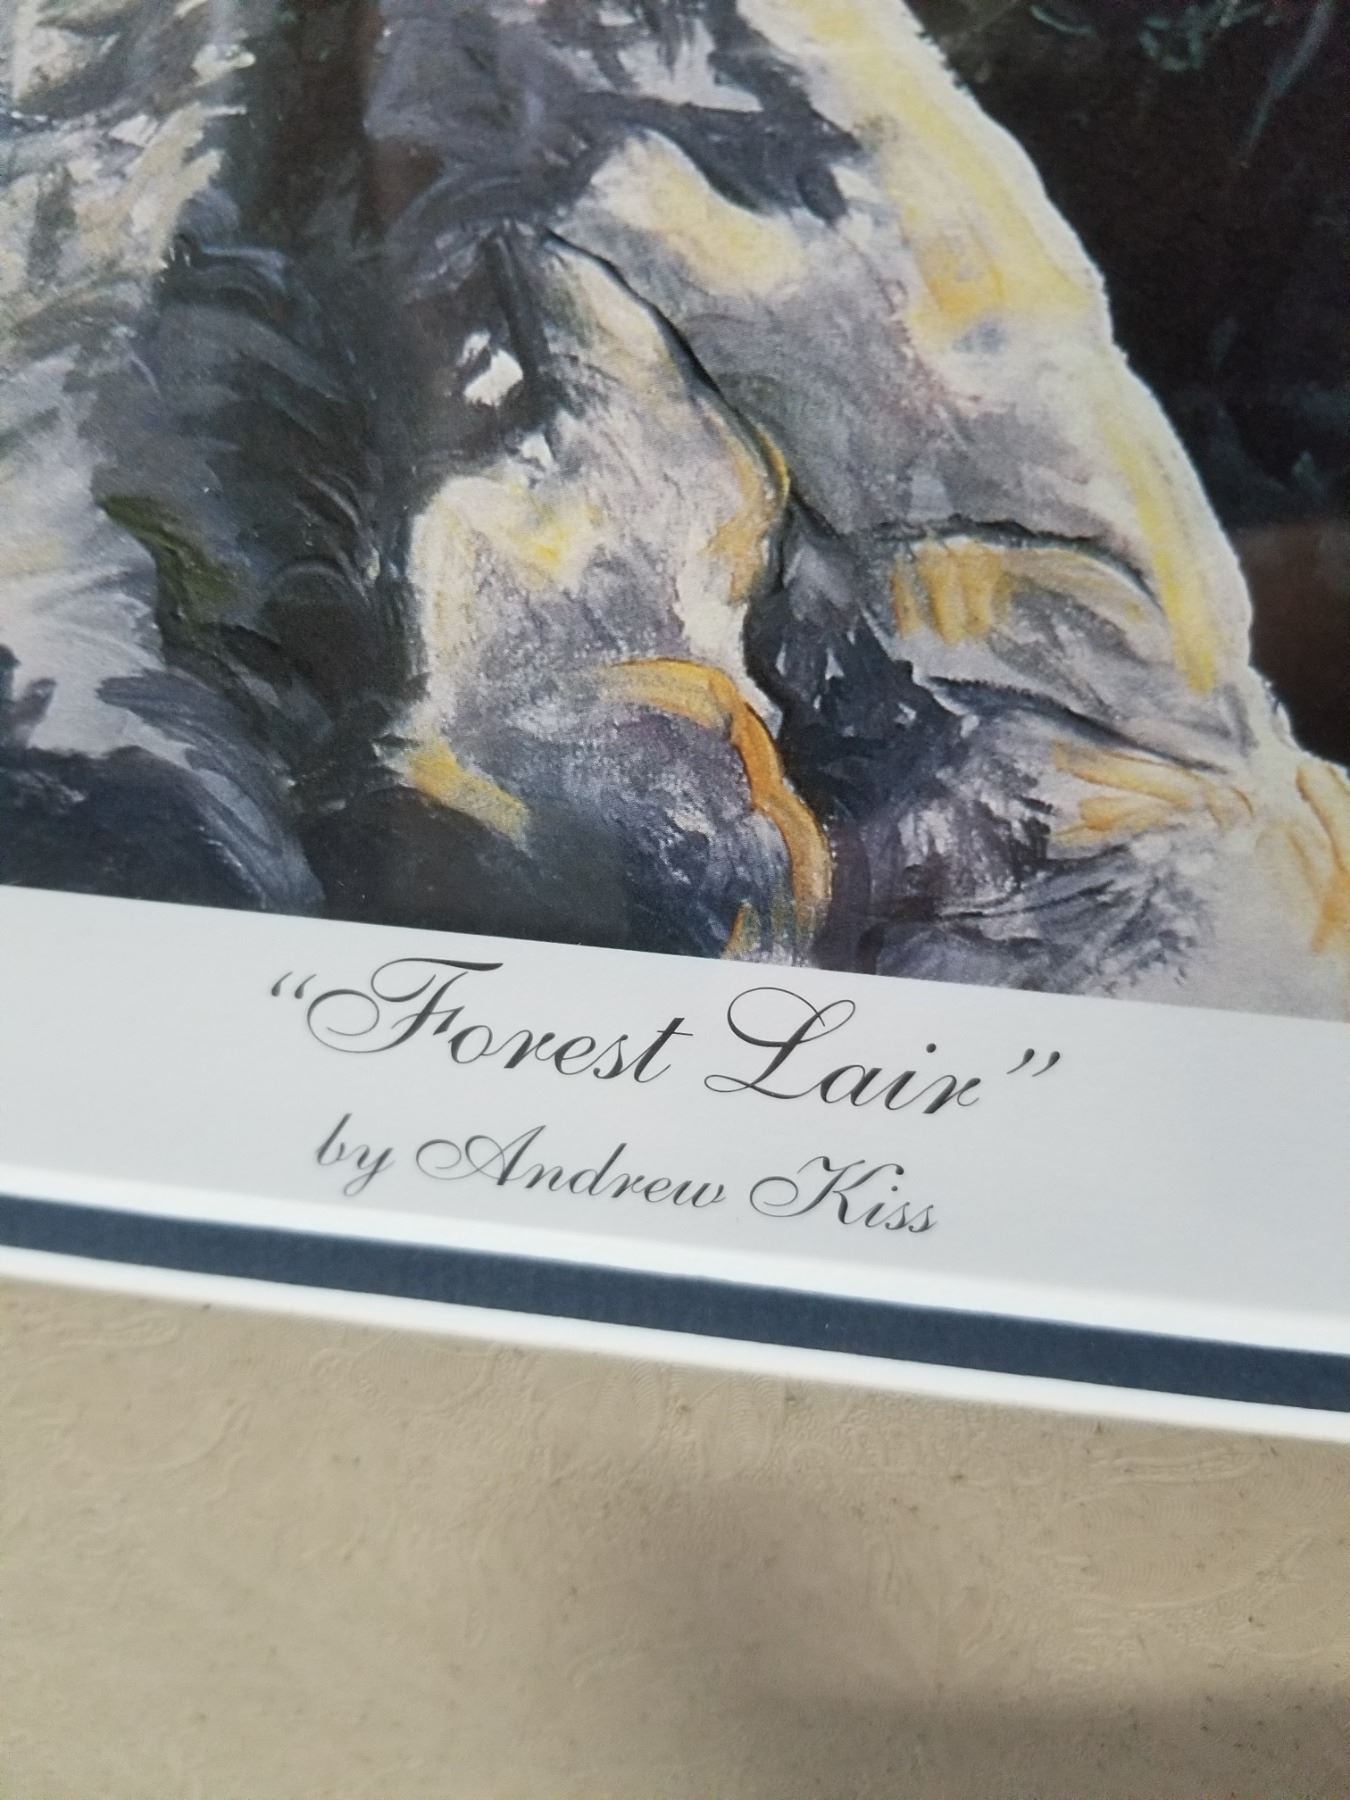 “Forest Lair”
by Andrew Kiss